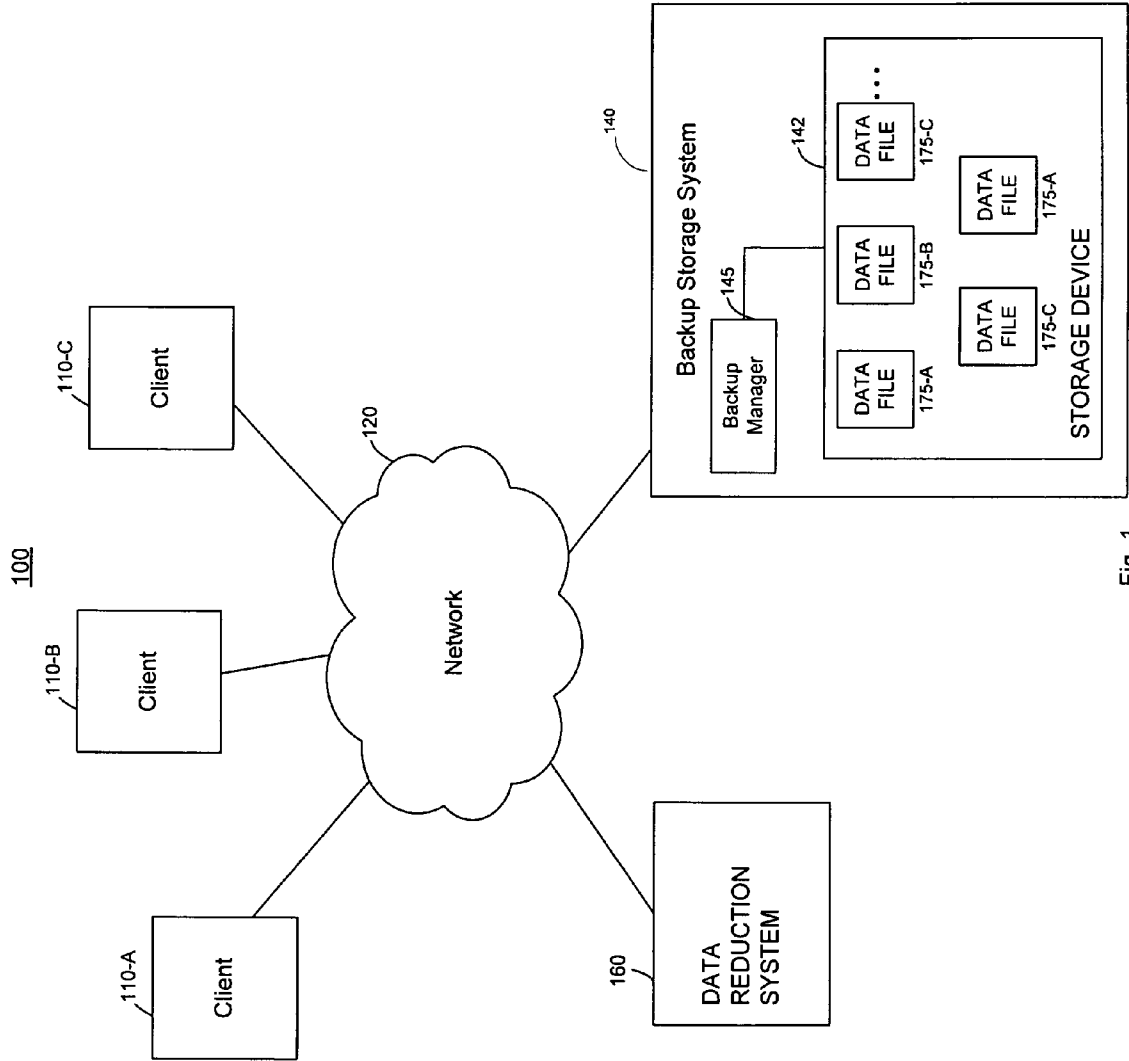 100
110-A
Client
110-B
Client
110-C
Client
120
Network
160
DATA
REDUCTION
SYSTEM
140
Backup Storage System
145
Backup
Manager
142
DATA
FILE
175-A
DATA
FILE
175-B
DATA
FILE
175-C
...
DATA
FILE
175-C
DATA
FILE
175-A
STORAGE DEVICE
Fig. 1